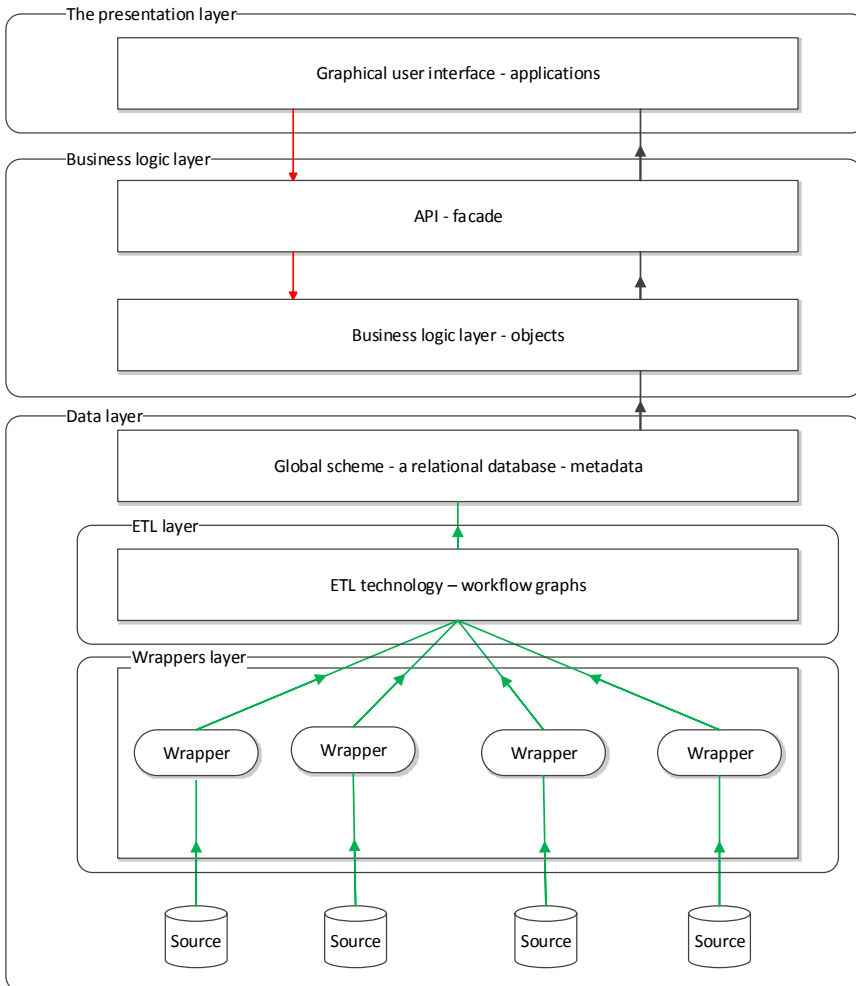 The presentation layer
Graphical user interface - applications
Business logic layer
API - facade
Business logic layer - objects
Data layer
Global scheme - a relational database - metadata
ETL layer
ETL technology – workflow graphs
Wrappers layer
Wrapper
Wrapper
Wrapper
Wrapper
Source
Source
Source
Source